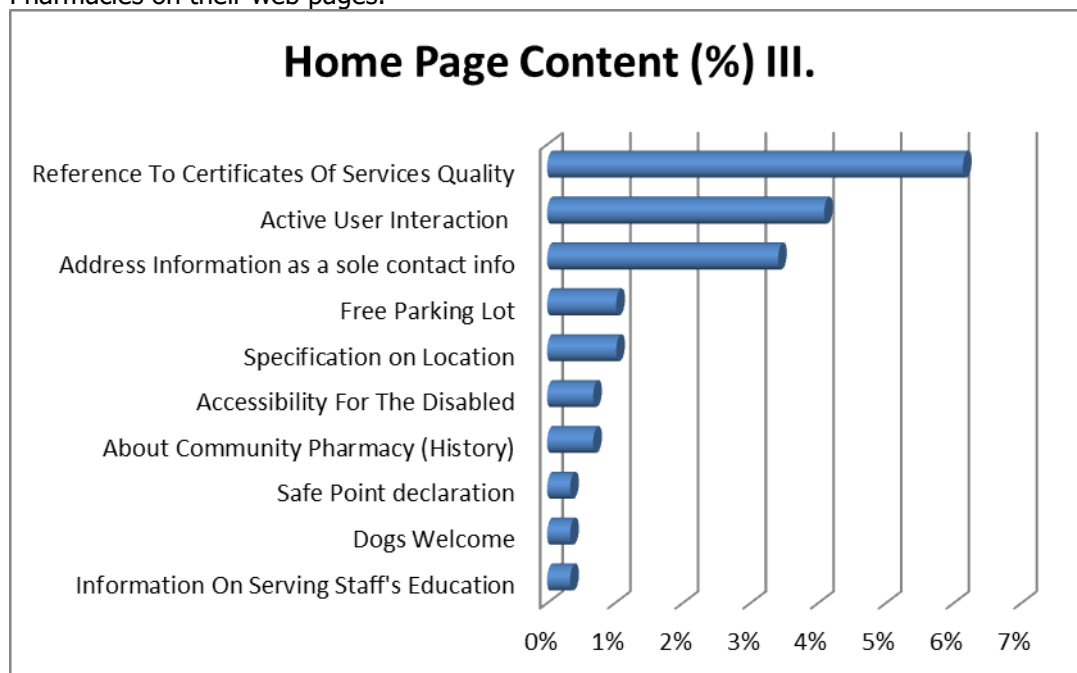 Pharmacies on their web pages.
Home Page Content (%) III.
Reference To Certificates Of Services Quality
Active User Interaction
Address Information as a sole contact info
Free Parking Lot
Specification on Location
Accessibility For The Disabled
About Community Pharmacy (History)
Safe Point declaration
Dogs Welcome
Information On Serving Staff's Education
0% 1% 2% 3% 4% 5% 6% 7%